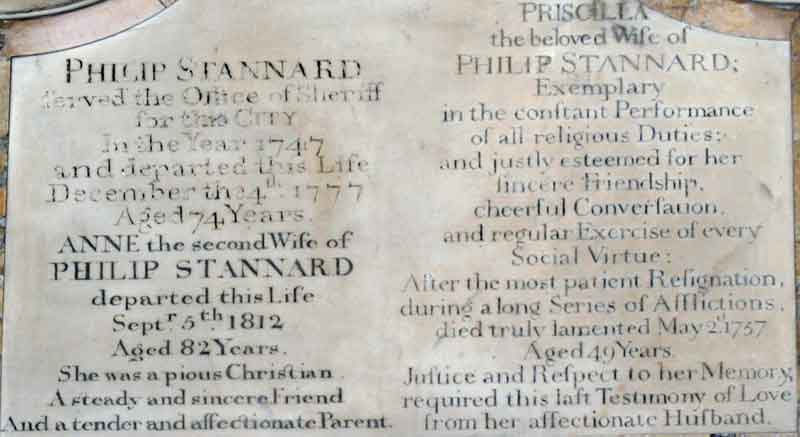 PHILIP STANNARD
served the Office of Sheriff
for this CITY
In the Year 1747
and departed this Life
December the 4th 1777
Aged 74 Years.
ANNE the second Wife of
PHILIP STANNARD
departed this Life
Septr. 5th. 1812
Aged 82 Years.
She was a pious Chriſtian
A steady and sincere Friend
And a tender and affectionate Parent.
PRISCILLA
the beloved Wife of
PHILIP STANNARD;
Exemplary
in the conſtant Performance
of all religious Duties;
and justly esteemed for her
ſincere Friendship,
cheerful Converſation,
and regular Exercise of every
Social Virtue:
After the most patient Reſignation,
during a long Series of Afflictions,
died truly lamented May 2d. 1757
Aged 49 Years.
Juſtice and Reſpect to her Memory,
required this laſt Testimony of Love
from her affectionate Huſband.